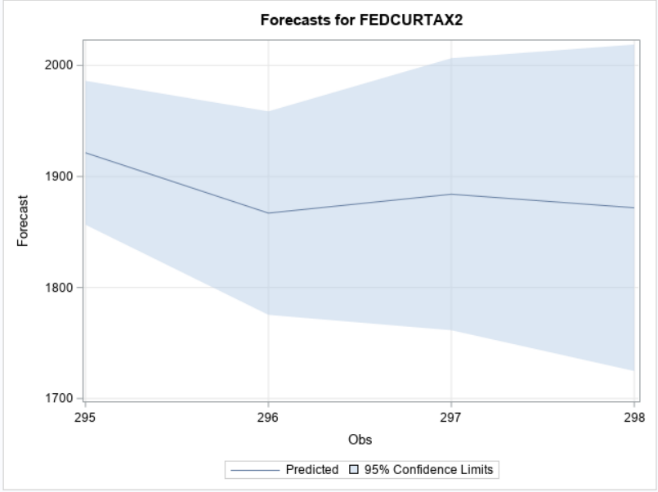 Forecasts for FEDCURTAX2
2000
1900
1800
1700
Forecast
295 296 297 298
Obs
Predicted 95% Confidence Limits